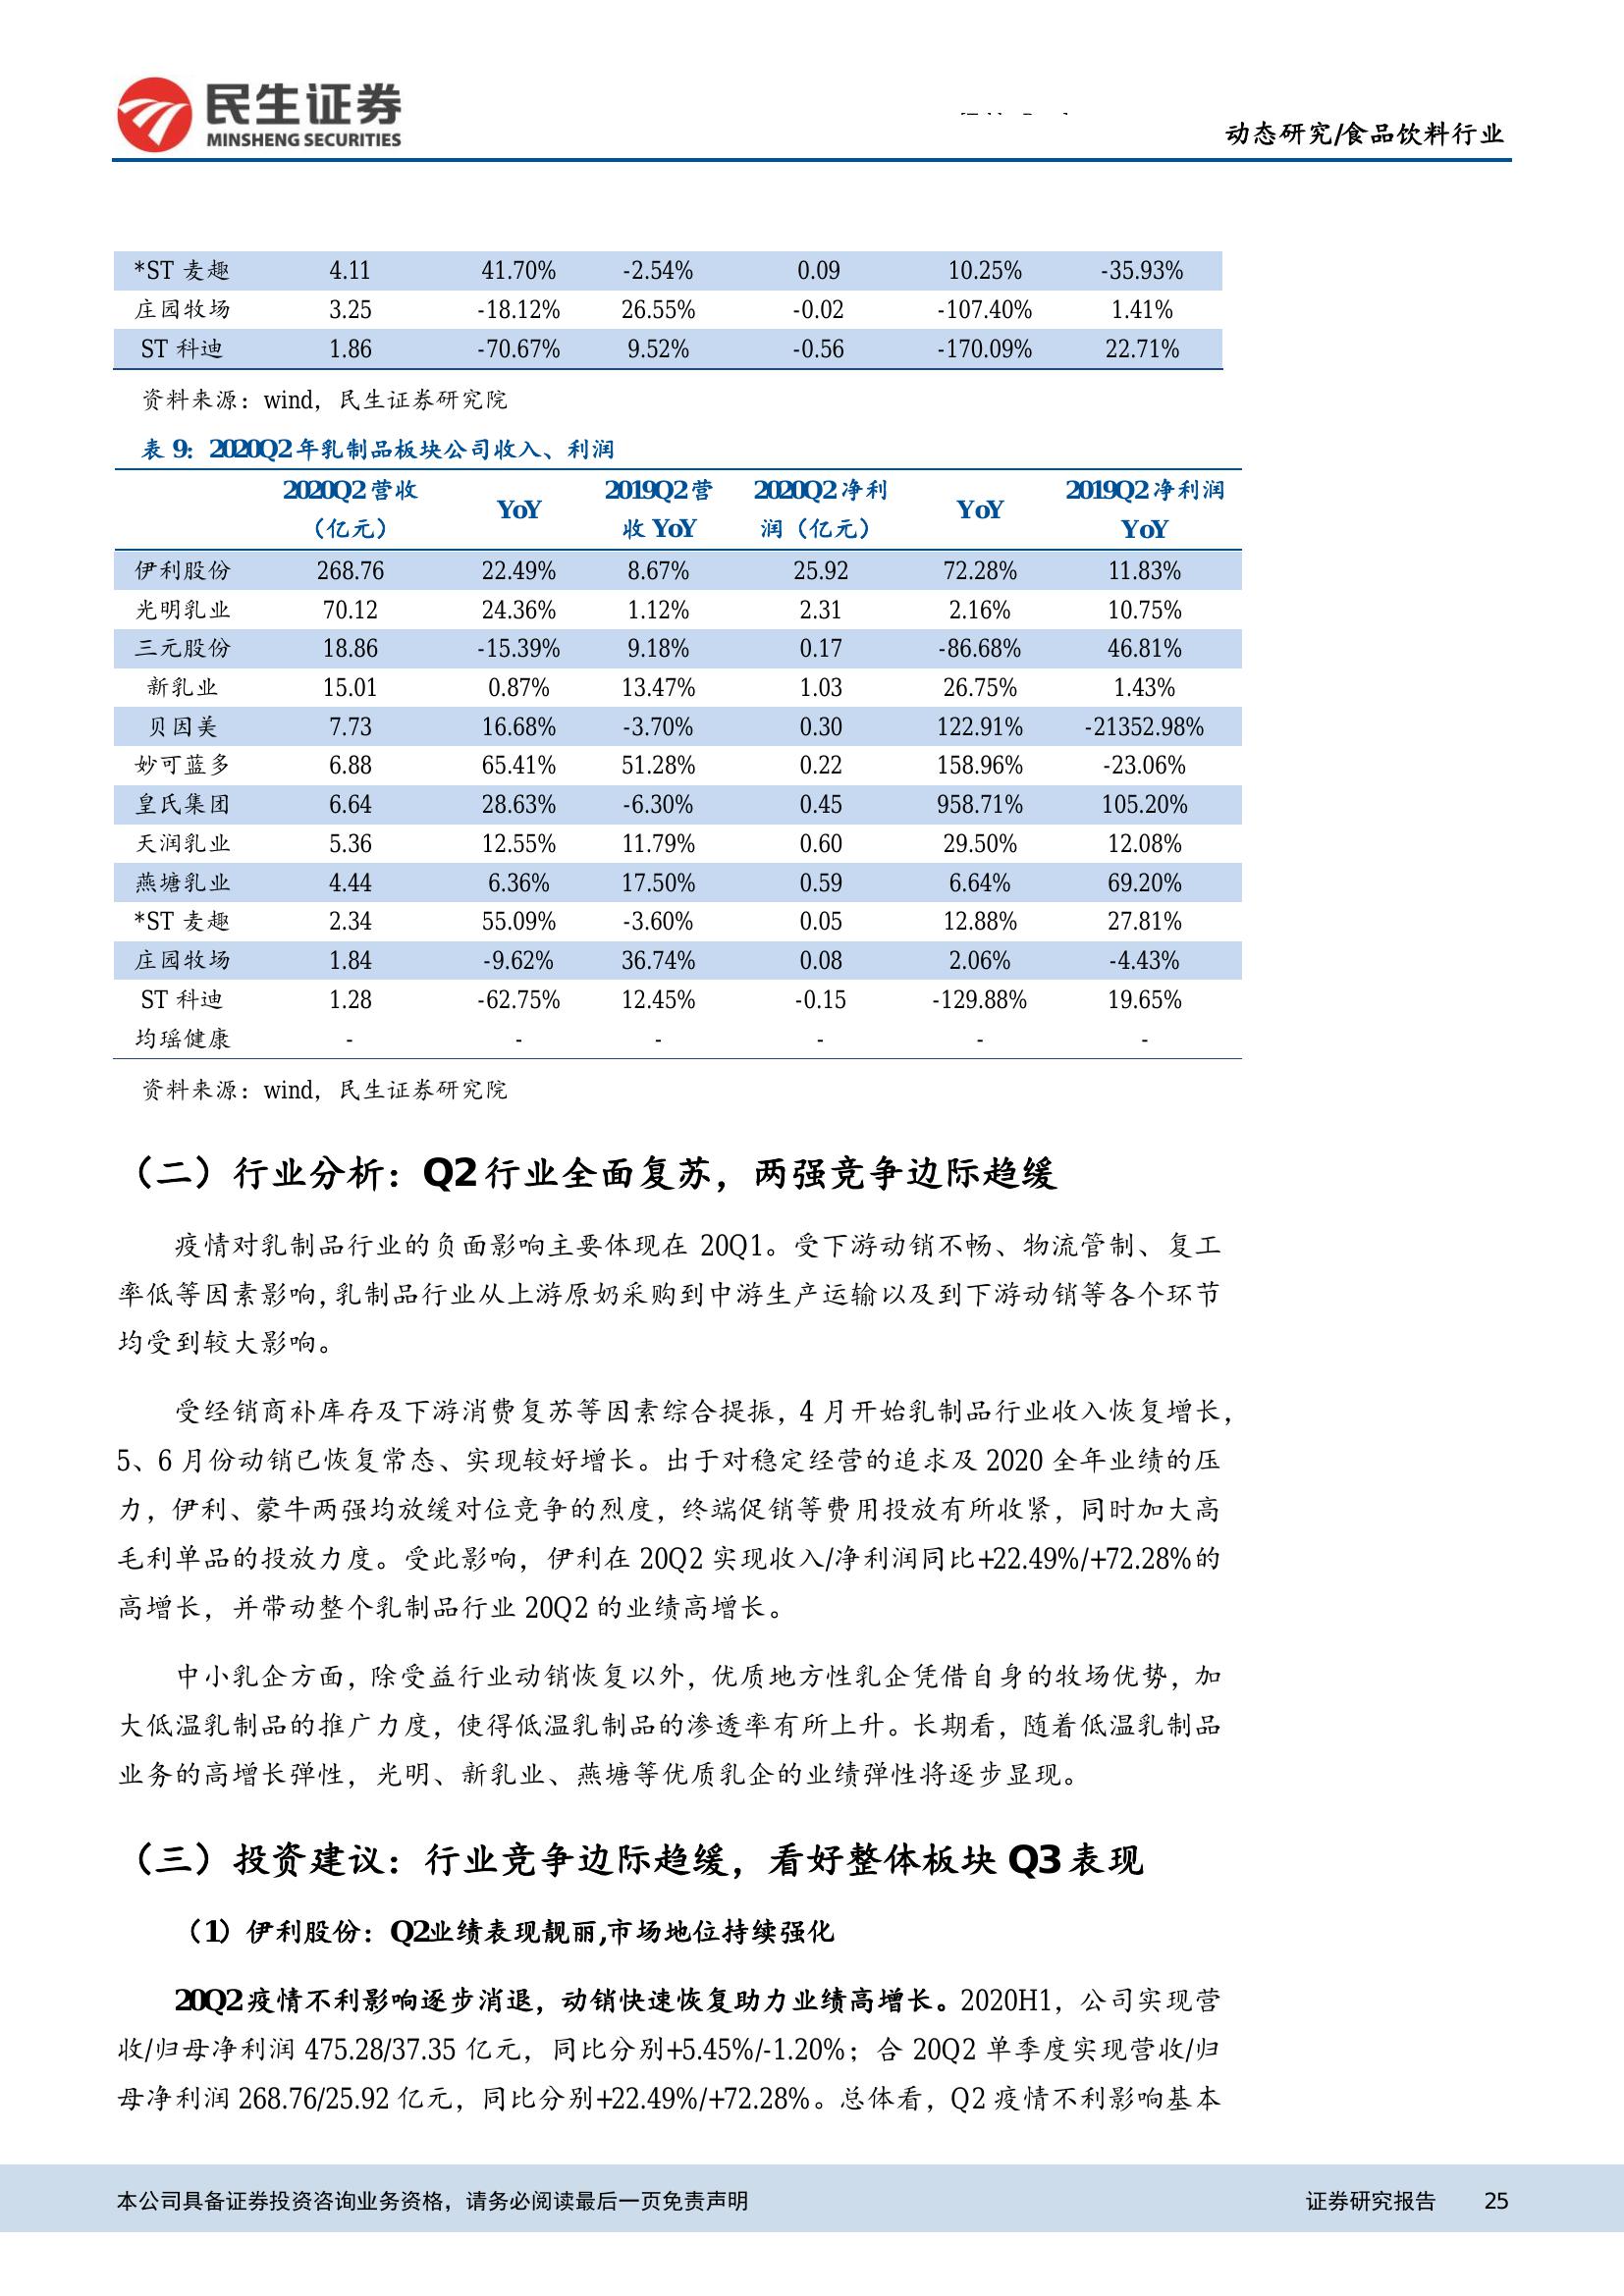 民生证券
MINSHENG SECURITIES
动态研究/食品饮料行业
*ST 麦趣 4.11 41.70% -2.54% 0.09 10.25% -35.93%
庄园牧场 3.25 -18.12% 26.55% -0.02 -107.40% 1.41%
ST 科迪 1.86 -70.67% 9.52% -0.56 -170.09% 22.71%
资料来源：wind，民生证券研究院
表 9：2020Q2 年乳制品板块公司收入、利润
2020Q2 营收 2019Q2 营 2020Q2 净利 2019Q2 净利润
YoY YoY
（亿元） 收 YoY 润（亿元） YoY
伊利股份 268.76 22.49% 8.67% 25.92 72.28% 11.83%
光明乳业 70.12 24.36% 1.12% 2.31 2.16% 10.75%
三元股份 18.86 -15.39% 9.18% 0.17 -86.68% 46.81%
新乳业 15.01 0.87% 13.47% 1.03 26.75% 1.43%
贝因美 7.73 16.68% -3.70% 0.30 122.91% -21352.98%
妙可蓝多 6.88 65.41% 51.28% 0.22 158.96% -23.06%
皇氏集团 6.64 28.63% -6.30% 0.45 958.71% 105.20%
天润乳业 5.36 12.55% 11.79% 0.60 29.50% 12.08%
燕塘乳业 4.44 6.36% 17.50% 0.59 6.64% 69.20%
*ST 麦趣 2.34 55.09% -3.60% 0.05 12.88% 27.81%
庄园牧场 1.84 -9.62% 36.74% 0.08 2.06% -4.43%
ST 科迪 1.28 -62.75% 12.45% -0.15 -129.88% 19.65%
均瑶健康 - - - - - -
资料来源：wind，民生证券研究院
（二）行业分析：Q2 行业全面复苏，两强竞争边际趋缓
疫情对乳制品行业的负面影响主要体现在 20Q1。受下游动销不畅、物流管制、复工
率低等因素影响,乳制品行业从上游原奶采购到中游生产运输以及到下游动销等各个环节
均受到较大影响。
受经销商补库存及下游消费复苏等因素综合提振，4 月开始乳制品行业收入恢复增长，
5、6 月份动销已恢复常态、实现较好增长。出于对稳定经营的追求及 2020 全年业绩的压
力，伊利、蒙牛两强均放缓对位竞争的烈度，终端促销等费用投放有所收紧，同时加大高
毛利单品的投放力度。受此影响，伊利在 20Q2 实现收入/净利润同比+22.49%/+72.28%的
高增长，并带动整个乳制品行业 20Q2 的业绩高增长。
中小乳企方面，除受益行业动销恢复以外，优质地方性乳企凭借自身的牧场优势，加
大低温乳制品的推广力度，使得低温乳制品的渗透率有所上升。长期看，随着低温乳制品
业务的高增长弹性，光明、新乳业、燕塘等优质乳企的业绩弹性将逐步显现。
（三）投资建议：行业竞争边际趋缓，看好整体板块 Q3 表现
（1）伊利股份：Q2业绩表现靓丽,市场地位持续强化
20Q2 疫情不利影响逐步消退，动销快速恢复助力业绩高增长。2020H1，公司实现营
收/归母净利润 475.28/37.35 亿元，同比分别+5.45%/-1.20%；合 20Q2 单季度实现营收/归
母净利润 268.76/25.92 亿元，同比分别+22.49%/+72.28%。总体看，Q2 疫情不利影响基本
本公司具备证券投资咨询业务资格，请务必阅读最后一页免责声明 证券研究报告 25